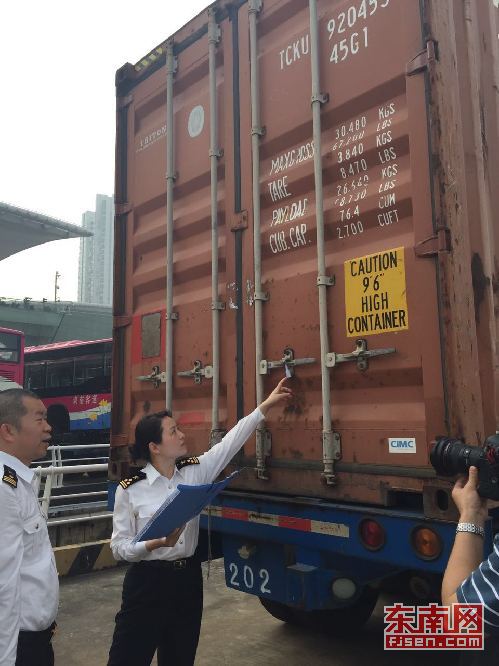 TCKU 920455
45G1
TRITON
MAX.GROSS 30,480 KGS
67,200 LBS
TARE 3,840 KGS
8,470 LBS
PAYLOAD 26,640 KGS
58,730 LBS
CUB.CAP. 76.4 CUM
2,700 CUFT
CAUTION
9'6"
HIGH
CONTAINER
CIMC
202
东南网
FJSEN.COM